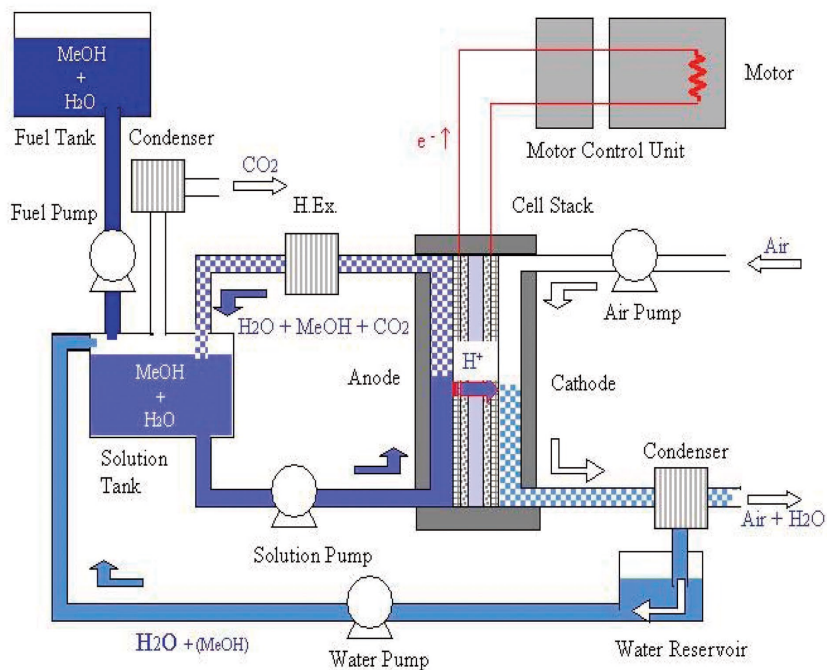 MeOH
+
H2O
Fuel Tank
Condenser
CO2
Fuel Pump
H.Ex.
e - ↑
Motor
Motor Control Unit
Cell Stack
Air
Air Pump
H2O + MeOH + CO2
MeOH
+
H2O
Anode
H+
Cathode
Solution
Tank
Condenser
Solution Pump
Air + H2O
H2O +(MeOH)
Water Pump
Water Reservoir